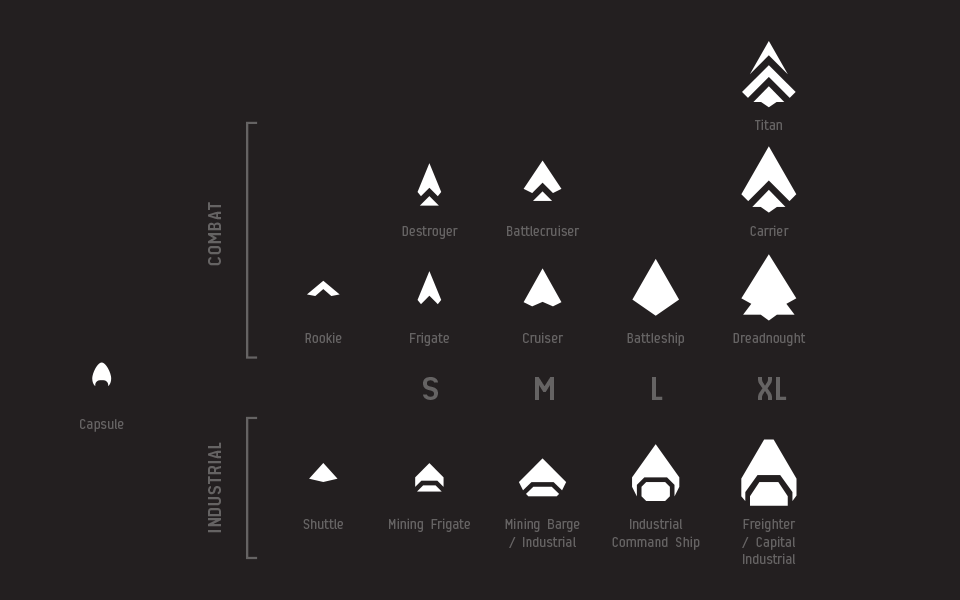 Titan
COMBAT
Destroyer
Battlecruiser
Carrier
Rookie
Frigate
Cruiser
Battleship
Dreadnought
Capsule
S
M
L
XL
INDUSTRIAL
Shuttle
Mining Frigate
Mining Barge
/ Industrial
Industrial
Command Ship
Freighter
/ Capital
Industrial